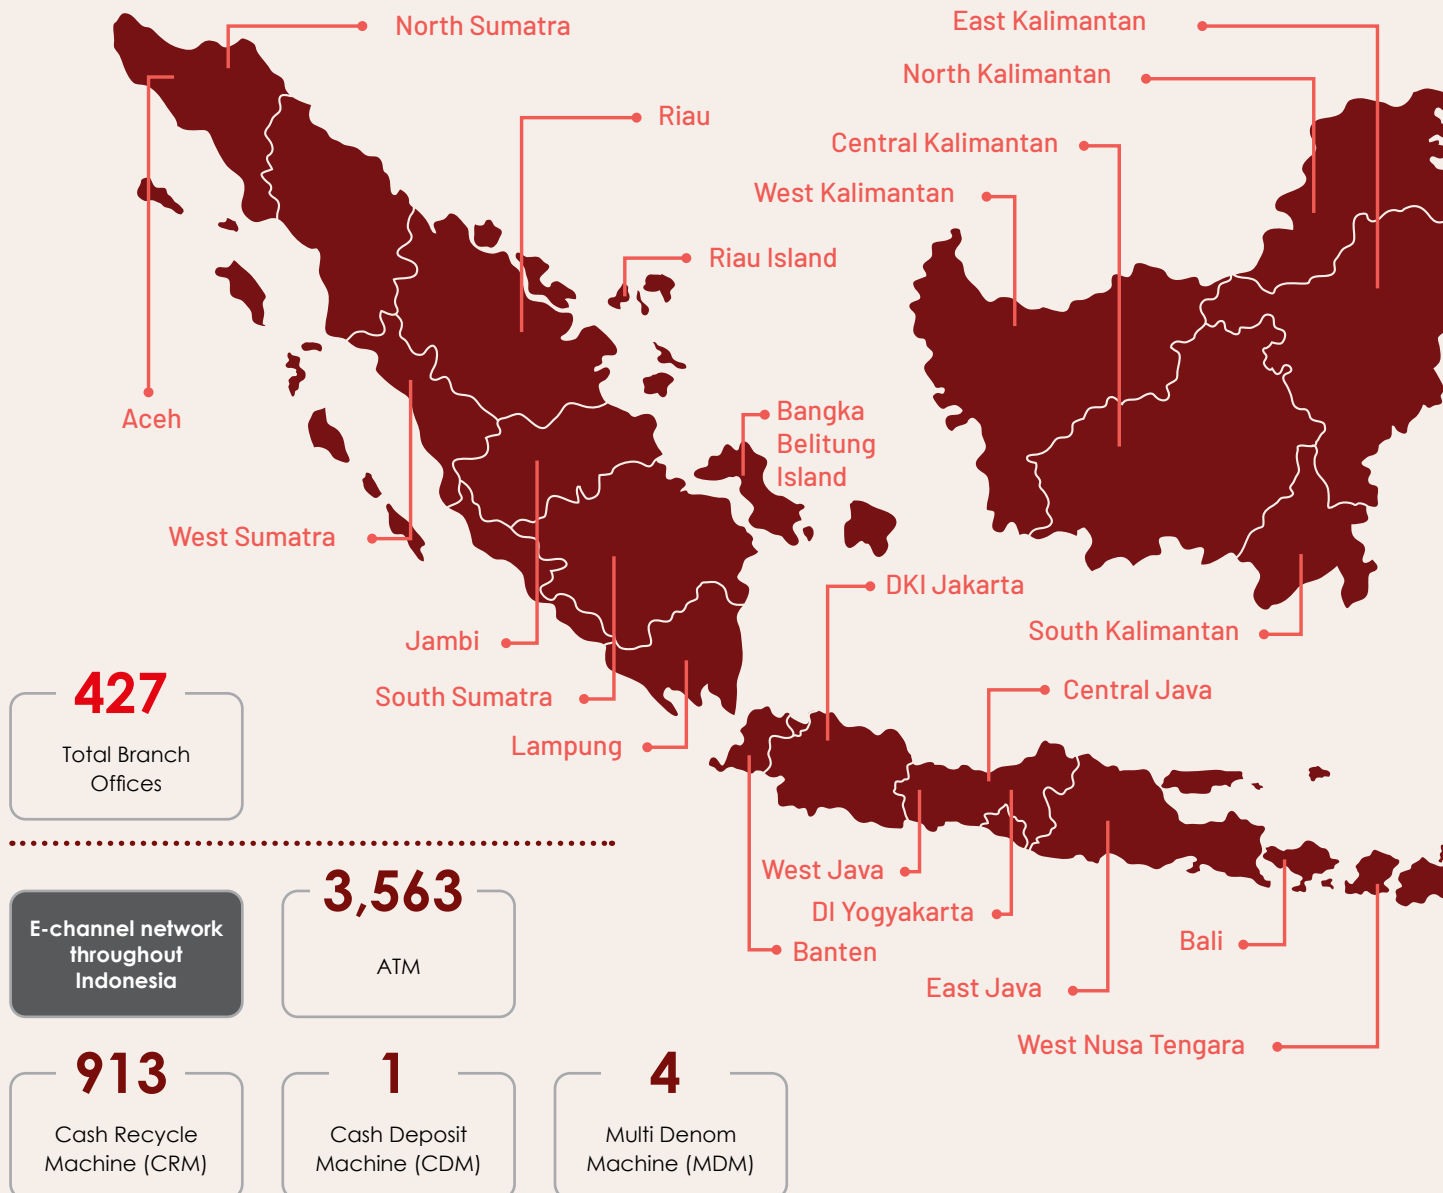 North Sumatra
East Kalimantan
North Kalimantan
Riau
Central Kalimantan
West Kalimantan
Riau Island
Aceh
Bangka
Belitung
Island
West Sumatra
DKI Jakarta
South Kalimantan
Jambi
Central Java
South Sumatra
Lampung
427
Total Branch
Offices
West Java
DI Yogyakarta
Banten
Bali
East Java
West Nusa Tengara
E-channel network
throughout
Indonesia
3,563
ATM
913
Cash Recycle
Machine (CRM)
1
Cash Deposit
Machine (CDM)
4
Multi Denom
Machine (MDM)